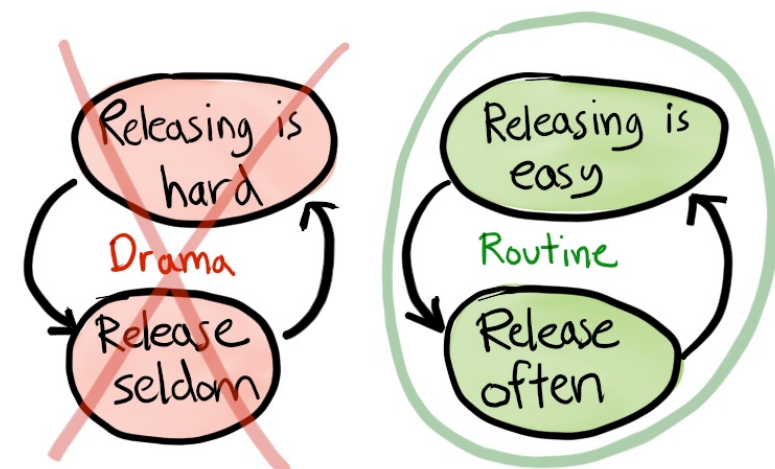 Releasing is
hard
Drama
Release
seldom
Releasing is
easy
Routine
Release
often